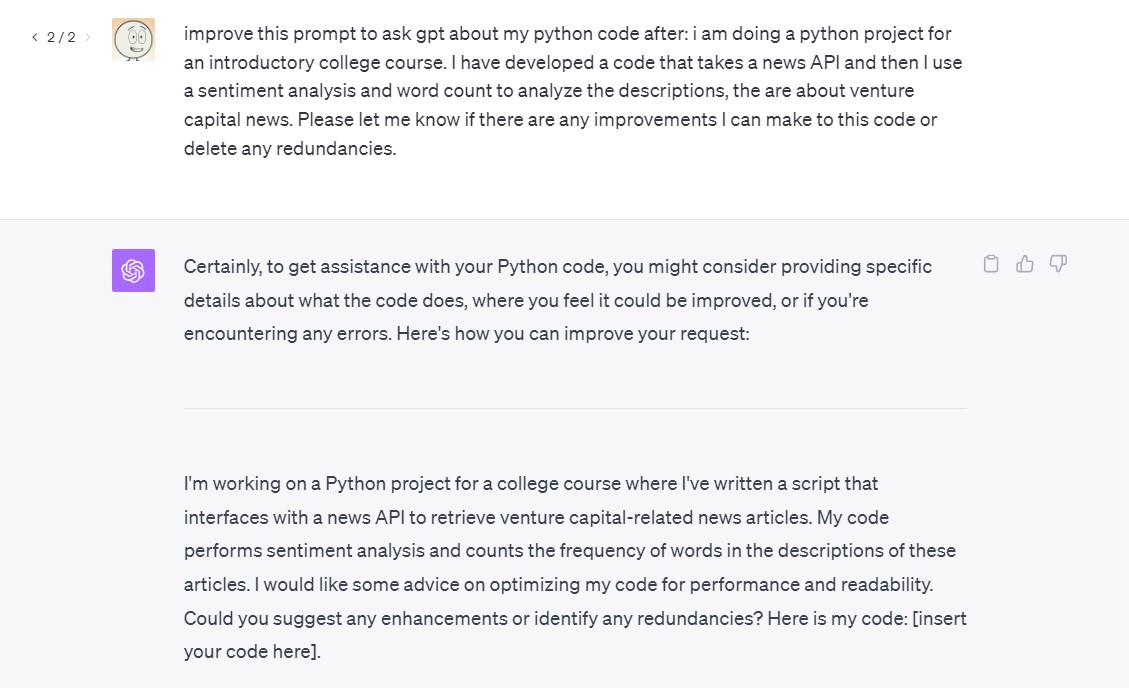 < 2 / 2 >
improve this prompt to ask gpt about my python code after: i am doing a python project for
an introductory college course. I have developed a code that takes a news API and then I use
a sentiment analysis and word count to analyze the descriptions, the are about venture
capital news. Please let me know if there are any improvements I can make to this code or
delete any redundancies.
Certainly, to get assistance with your Python code, you might consider providing specific
details about what the code does, where you feel it could be improved, or if you're
encountering any errors. Here's how you can improve your request:
I'm working on a Python project for a college course where I've written a script that
interfaces with a news API to retrieve venture capital-related news articles. My code
performs sentiment analysis and counts the frequency of words in the descriptions of these
articles. I would like some advice on optimizing my code for performance and readability.
Could you suggest any enhancements or identify any redundancies? Here is my code: [insert
your code here].